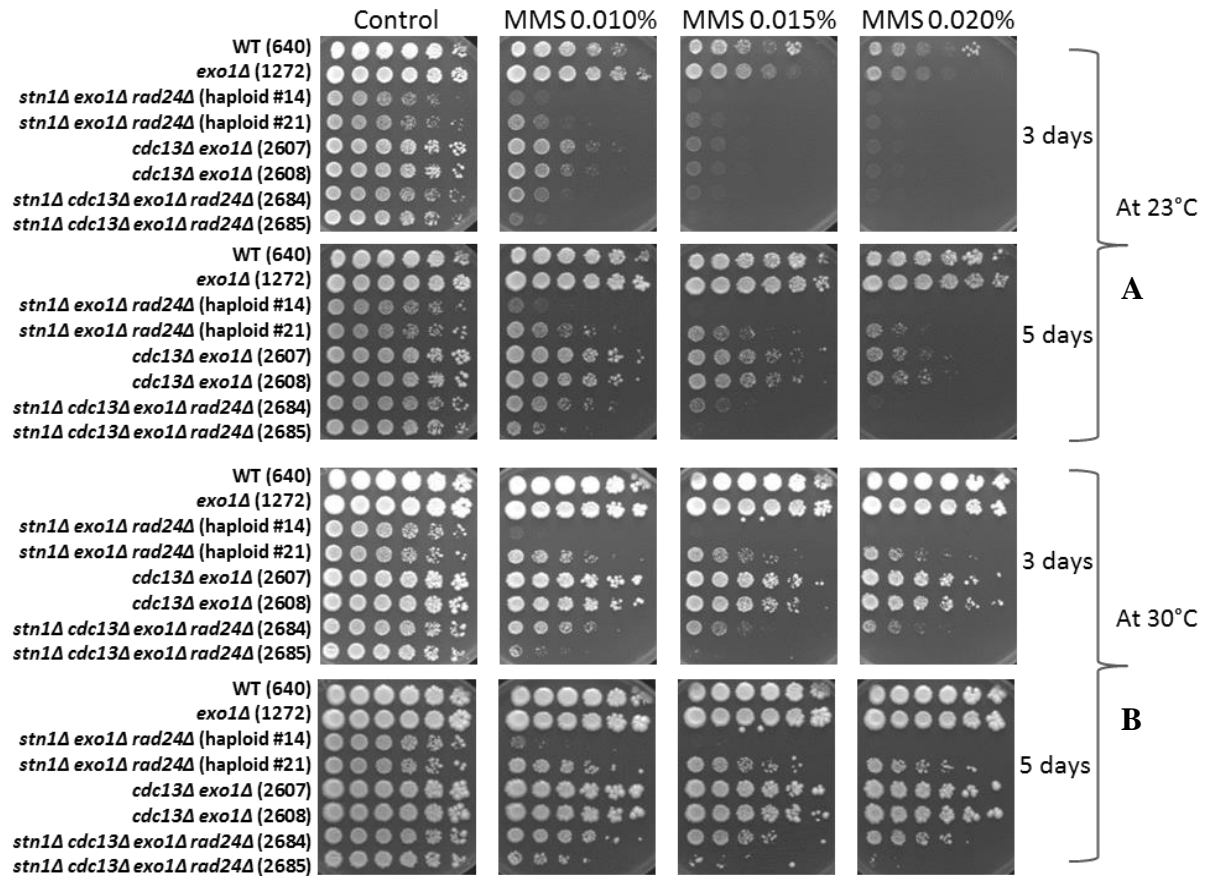 Control MMS 0.010% MMS 0.015% MMS 0.020%
WT (640)
exo1Δ (1272)
stn1Δ exo1Δ rad24Δ (haploid #14)
stn1Δ exo1Δ rad24Δ (haploid #21)
cdc13Δ exo1Δ (2607)
cdc13Δ exo1Δ (2608)
stn1Δ cdc13Δ exo1Δ rad24Δ (2684)
stn1Δ cdc13Δ exo1Δ rad24Δ (2685)
3 days
At 23°C
WT (640)
exo1Δ (1272)
stn1Δ exo1Δ rad24Δ (haploid #14)
stn1Δ exo1Δ rad24Δ (haploid #21)
cdc13Δ exo1Δ (2607)
cdc13Δ exo1Δ (2608)
stn1Δ cdc13Δ exo1Δ rad24Δ (2684)
stn1Δ cdc13Δ exo1Δ rad24Δ (2685)
A
5 days
WT (640)
exo1Δ (1272)
stn1Δ exo1Δ rad24Δ (haploid #14)
stn1Δ exo1Δ rad24Δ (haploid #21)
cdc13Δ exo1Δ (2607)
cdc13Δ exo1Δ (2608)
stn1Δ cdc13Δ exo1Δ rad24Δ (2684)
stn1Δ cdc13Δ exo1Δ rad24Δ (2685)
3 days
At 30°C
WT (640)
exo1Δ (1272)
stn1Δ exo1Δ rad24Δ (haploid #14)
stn1Δ exo1Δ rad24Δ (haploid #21)
cdc13Δ exo1Δ (2607)
cdc13Δ exo1Δ (2608)
stn1Δ cdc13Δ exo1Δ rad24Δ (2684)
stn1Δ cdc13Δ exo1Δ rad24Δ (2685)
B
5 days